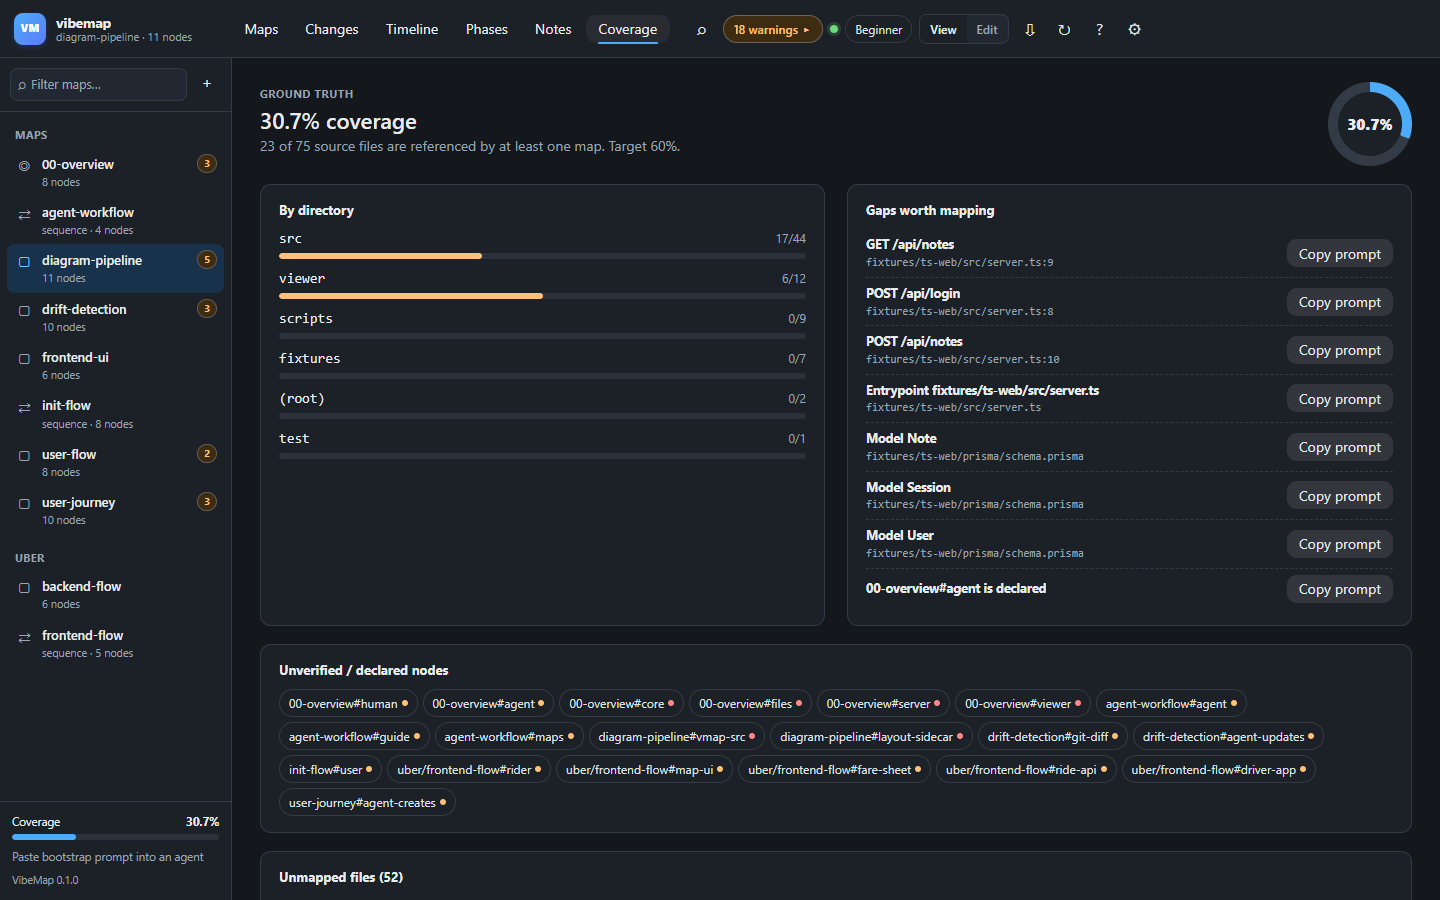 VM
vibemap
diagram-pipeline · 11 nodes
Maps
Changes
Timeline
Phases
Notes
Coverage
18 warnings ▸
Beginner
View
Edit
?
Filter maps...
+
MAPS
00-overview
3
8 nodes
agent-workflow
sequence · 4 nodes
diagram-pipeline
5
11 nodes
drift-detection
3
10 nodes
frontend-ui
6 nodes
init-flow
sequence · 8 nodes
user-flow
2
8 nodes
user-journey
3
10 nodes
UBER
backend-flow
6 nodes
frontend-flow
sequence · 5 nodes
Coverage 30.7%
Paste bootstrap prompt into an agent
VibeMap 0.1.0
GROUND TRUTH
30.7% coverage
23 of 75 source files are referenced by at least one map. Target 60%.
30.7%
By directory
src 17/44
viewer 6/12
scripts 0/9
fixtures 0/7
(root) 0/2
test 0/1
Gaps worth mapping
GET /api/notes
fixtures/ts-web/src/server.ts:9
Copy prompt
POST /api/login
fixtures/ts-web/src/server.ts:8
Copy prompt
POST /api/notes
fixtures/ts-web/src/server.ts:10
Copy prompt
Entrypoint fixtures/ts-web/src/server.ts
fixtures/ts-web/src/server.ts
Copy prompt
Model Note
fixtures/ts-web/prisma/schema.prisma
Copy prompt
Model Session
fixtures/ts-web/prisma/schema.prisma
Copy prompt
Model User
fixtures/ts-web/prisma/schema.prisma
Copy prompt
00-overview#agent is declared
Copy prompt
Unverified / declared nodes
00-overview#human 00-overview#agent 00-overview#core 00-overview#files 00-overview#server 00-overview#viewer agent-workflow#agent
agent-workflow#guide agent-workflow#maps diagram-pipeline#vmap-src diagram-pipeline#layout-sidecar drift-detection#git-diff drift-detection#agent-updates
init-flow#user uber/frontend-flow#rider uber/frontend-flow#map-ui uber/frontend-flow#fare-sheet uber/frontend-flow#ride-api uber/frontend-flow#driver-app
user-journey#agent-creates
Unmapped files (52)